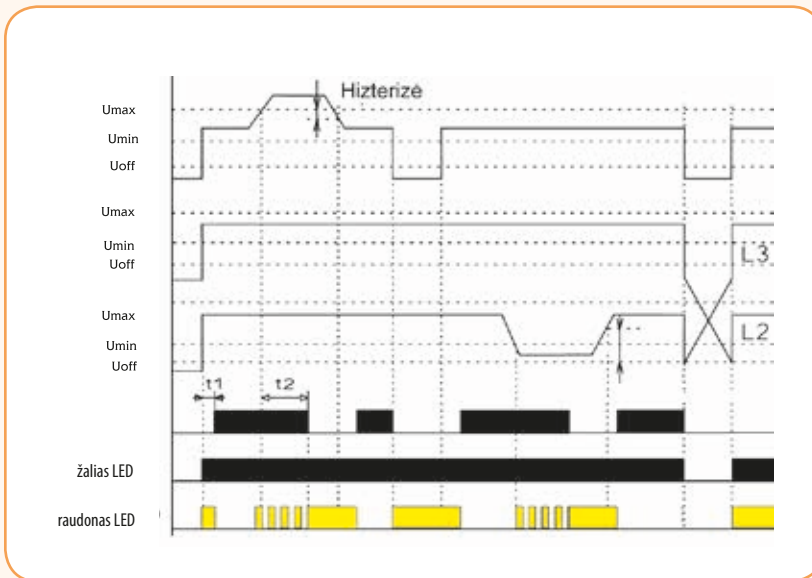 Hizterizė
Umax
Umin
Uoff
Umax
Umin
Uoff
L3
Umax
L2
Umin
Uoff
t1 t2
žalias LED
raudonas LED